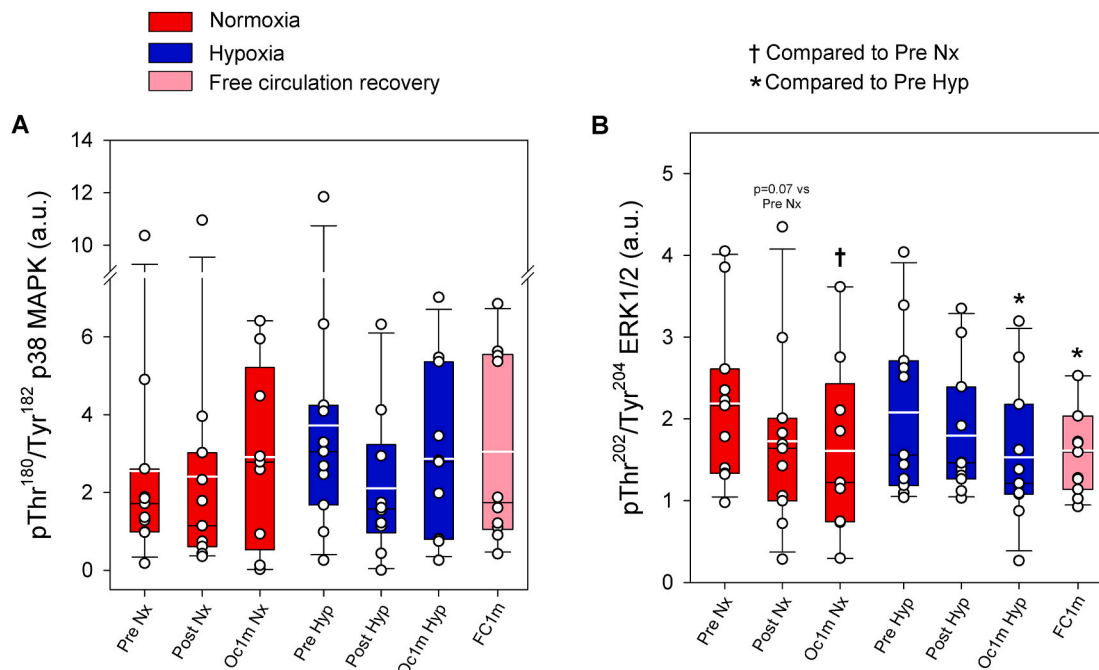 Normoxia
Hypoxia
Free circulation recovery
† Compared to Pre Nx
* Compared to Pre Hyp
A
pThr180/Tyr182 p38 MAPK (a.u.)
14
12
10
6
4
2
0
Pre Nx
Post Nx
Oc1m Nx
Pre Hyp
Post Hyp
Oc1m Hyp
FC1m
B
pThr202/Tyr204 ERK1/2 (a.u.)
5
4
3
2
1
0
p=0.07 vs
Pre Nx
†
*
*
Pre Nx
Post Nx
Oc1m Nx
Pre Hyp
Post Hyp
Oc1m Hyp
FC1m